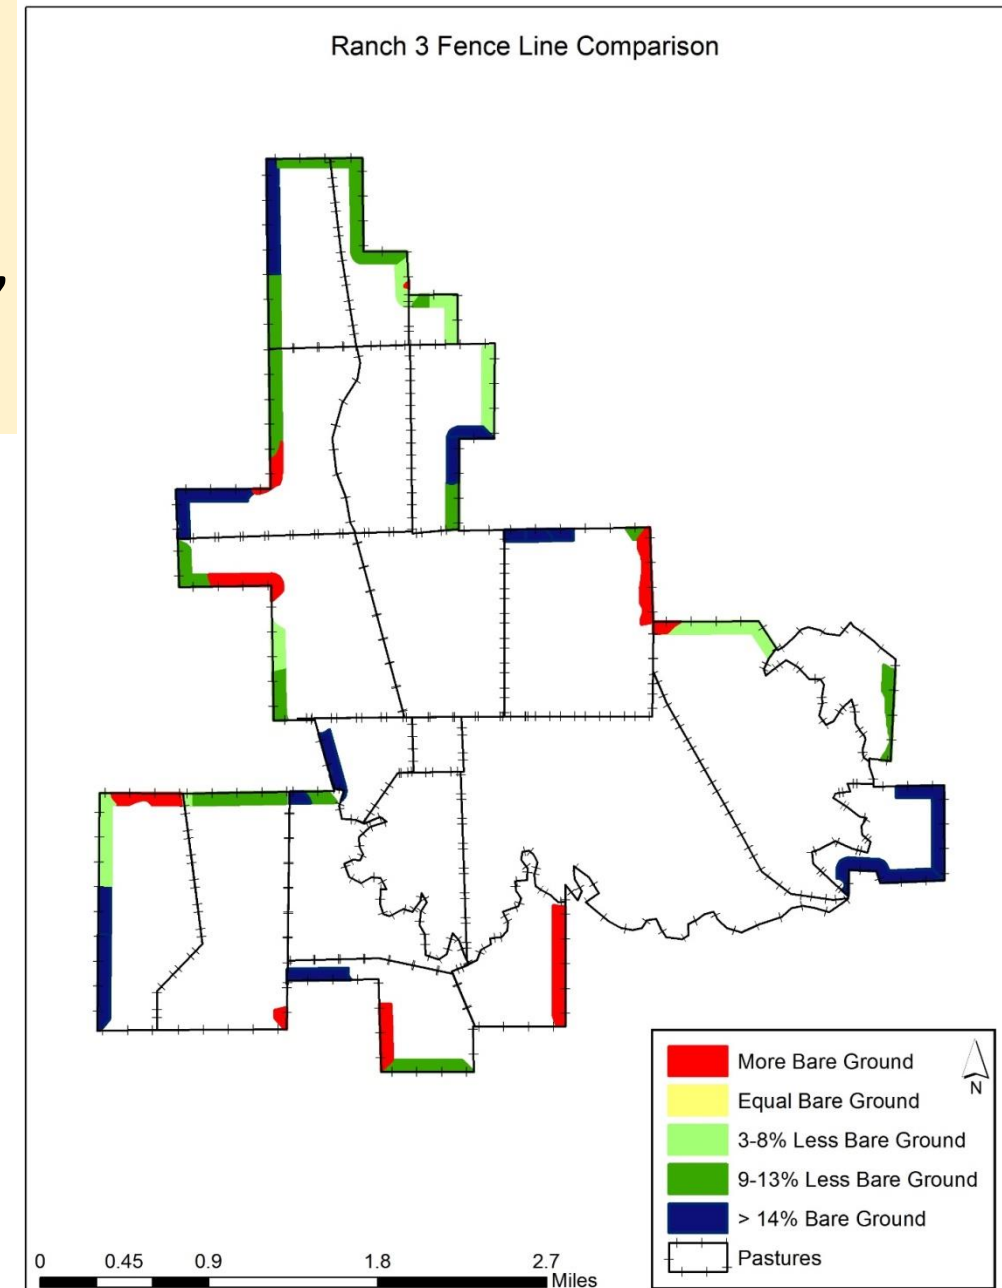 Ranch 3 Fence Line Comparison
More Bare Ground
Equal Bare Ground
3-8% Less Bare Ground
9-13% Less Bare Ground
> 14% Bare Ground
Pastures
N
0 0.45 0.9 1.8 2.7
Miles